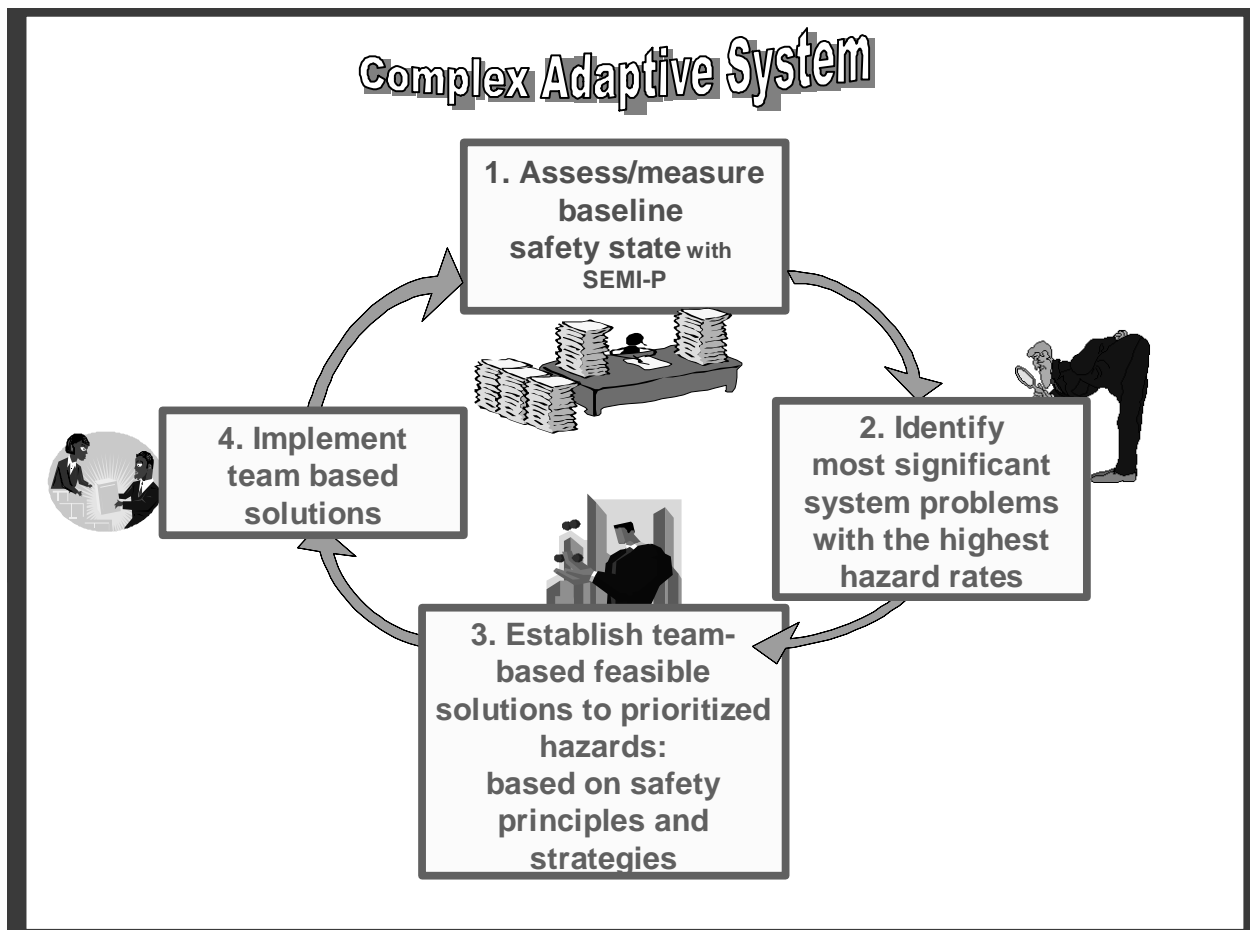 Complex Adaptive System
1. Assess/measure
baseline
safety state with
SEMI-P
2. Identify
most significant
system problems
with the highest
hazard rates
3. Establish team-
based feasible
solutions to prioritized
hazards:
based on safety
principles and
strategies
4. Implement
team based
solutions